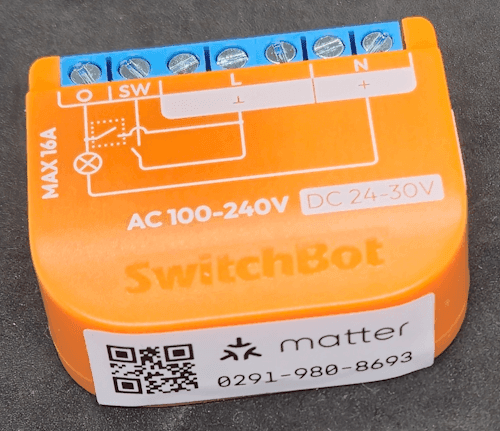 O SW L N
⊥ +
MAX 16A
AC 100-240V DC 24-30V
SwitchBot
matter
0291-980-8693